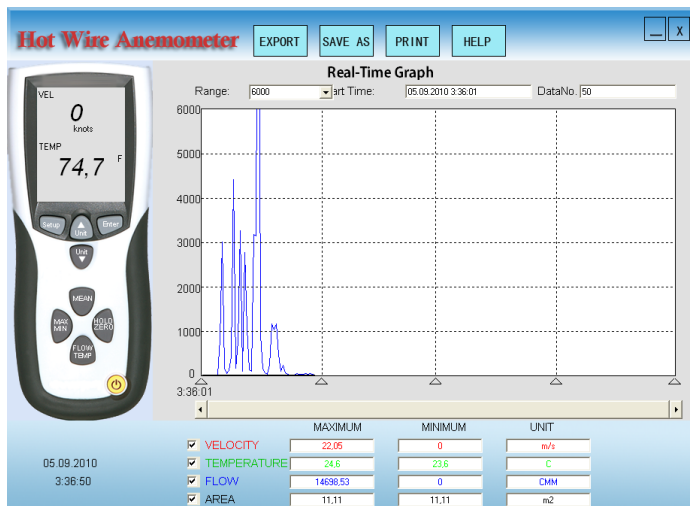 Hot Wire Anemometer
EXPORT SAVE AS PRINT HELP
X
Real-Time Graph
Range: 6000 art Time: 05.09.2010 3:36:01 DataNo. 50
VEL
0
knots
TEMP
74,7 F
Setup Unit Enter
Unit
MEAN
MAX MIN
HOLD ZERO
FLOW TEMP
6000
5000
4000
3000
2000
1000
0
3:36:01
MAXIMUM MINIMUM UNIT
VELOCITY 22,05 0 m/s
TEMPERATURE 24,6 23,6 C
FLOW 14698,53 0 CMM
AREA 11,11 11,11 m2
05.09.2010
3:36:50